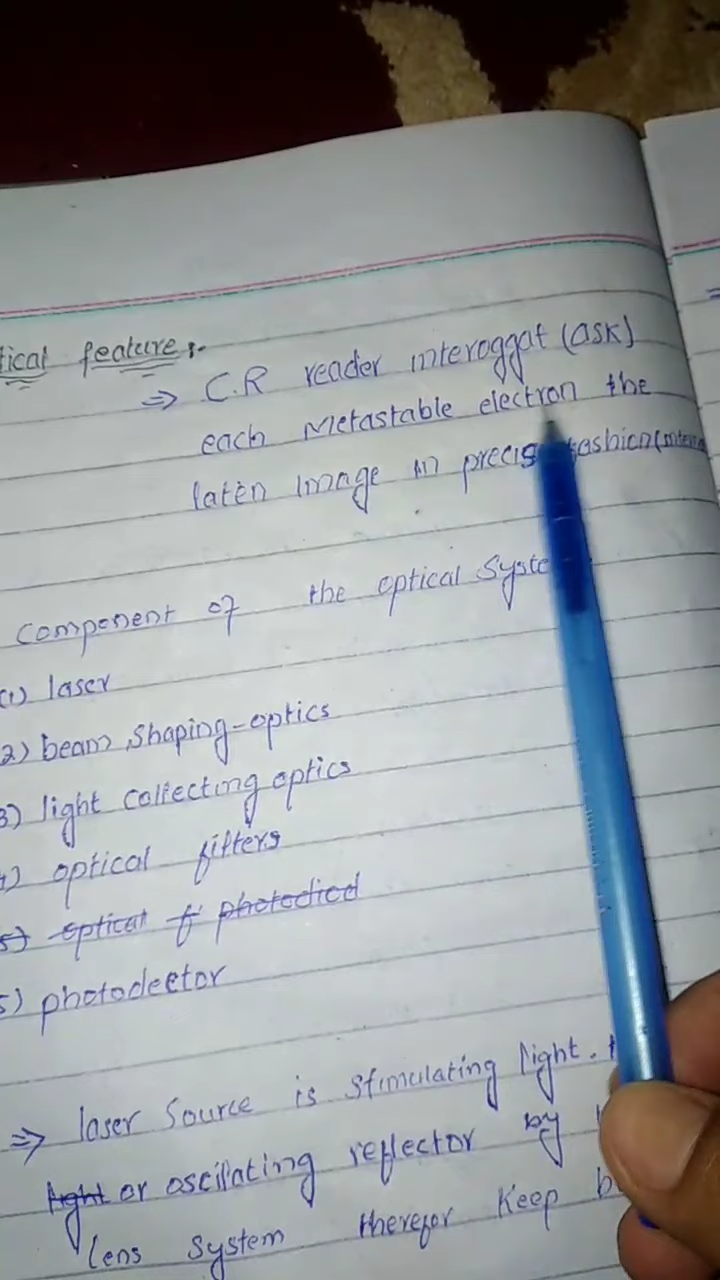 tical feature :-
⇒ C.R reader interoggat (ask)
each Metastable electron the
laten image in precis fashion (
component of the optical Syste
(1) laser
2) beam shaping-optics
3) light collecting optics
4) optical filters
5) optical f photodied
5) photodeetor
⇒ laser Source is stimulating light.
light or oscilating reflector by
lens system therefor Keep b